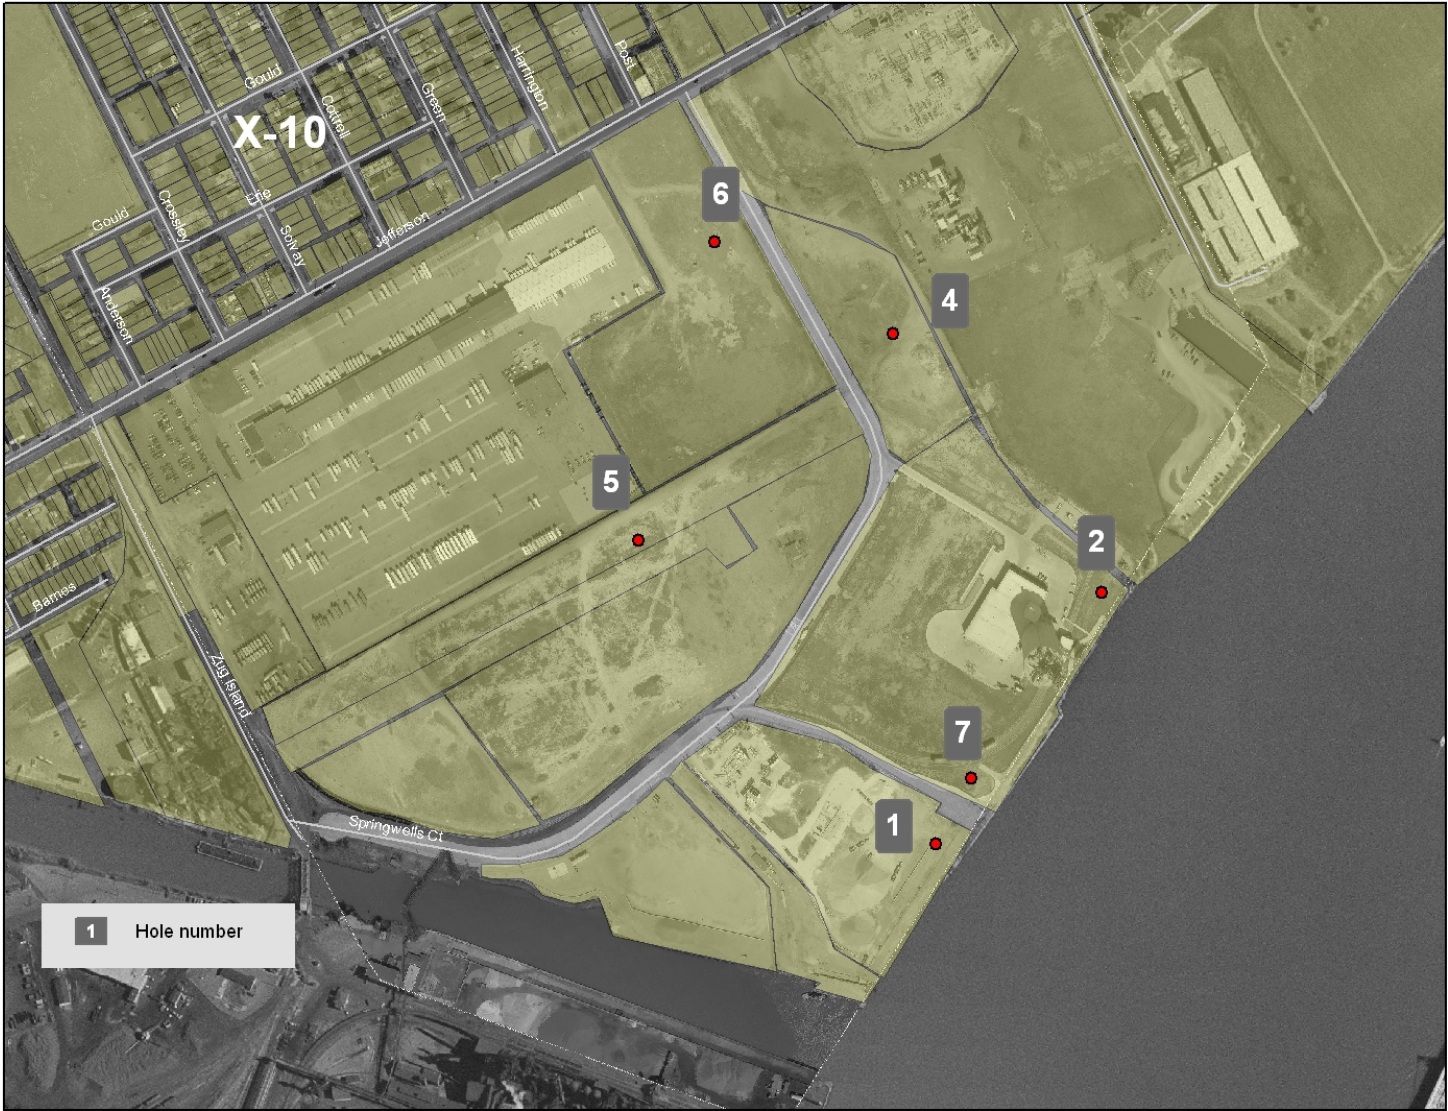 Post
Harrington
Gould
Green
Cottrell
X-10
6
Erie
Crossley
Gould
Solvay
Jefferson
4
Anderson
5
2
Barnes
Zug Island
7
1
Springwells Ct
1 Hole number